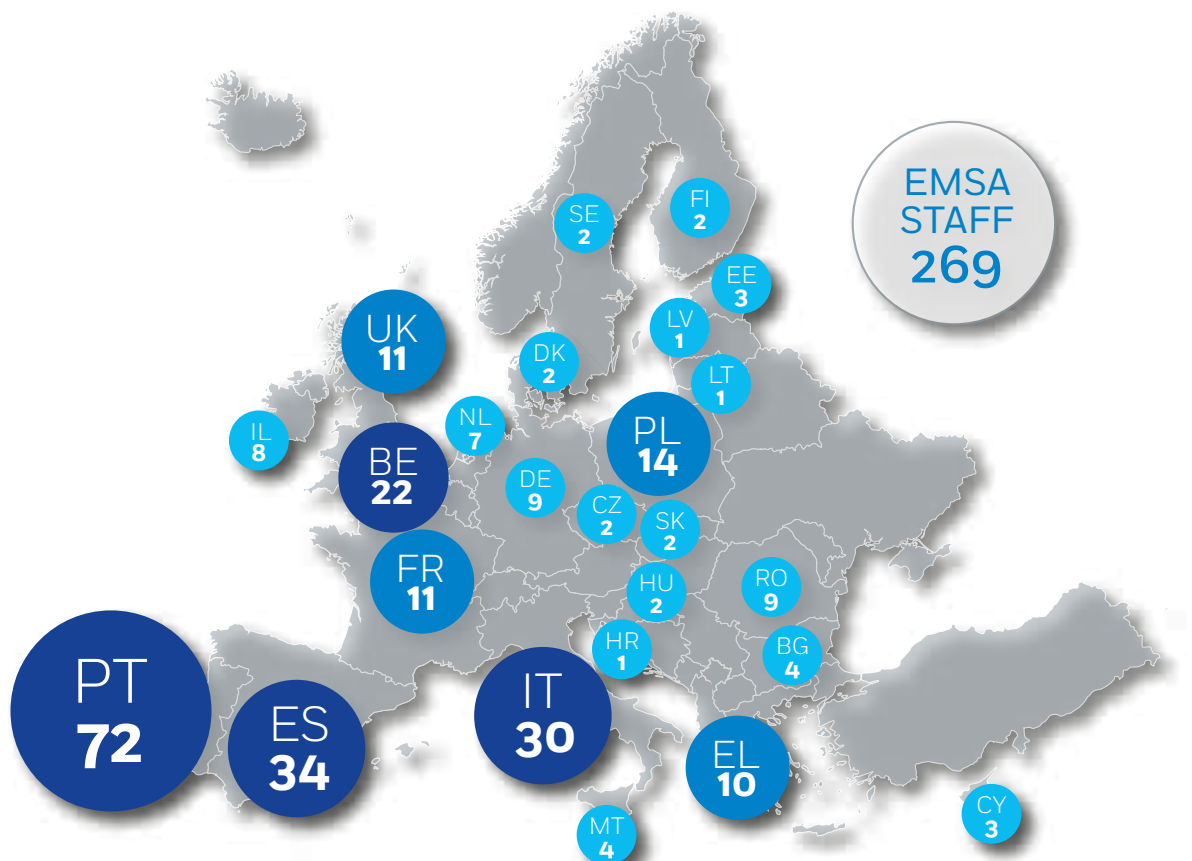 EMSA
STAFF
269
SE
2
FI
2
EE
3
UK
11
LV
1
DK
2
LT
1
IL
8
NL
7
PL
14
BE
22
DE
9
CZ
2
SK
2
FR
11
HU
2
RO
9
HR
1
BG
4
PT
72
ES
34
IT
30
EL
10
MT
4
CY
3